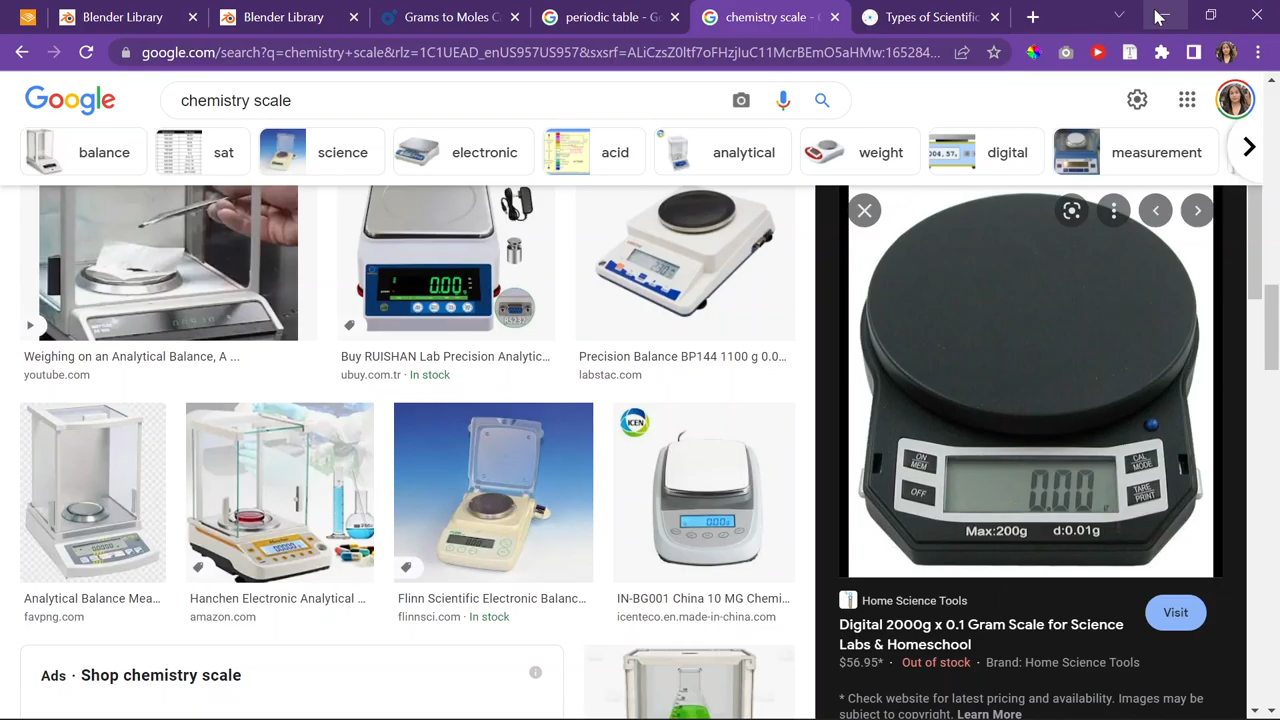 Blender Library
Blender Library
Grams to Moles C
periodic table - G
chemistry scale -
Types of Scientific
google.com/search?q=chemistry+scale&rlz=1C1UEAD_enUS957US957&sxsrf=ALiCzsZ0Itf7oFHzjIuC11McrBEmO5aHMw:165284...
Google
chemistry scale
balance
sat
science
electronic
acid
analytical
weight
digital
measurement
0.00
Weighing on an Analytical Balance, A ...
youtube.com
Buy RUISHAN Lab Precision Analytic...
ubuy.com.tr · In stock
Precision Balance BP144 1100 g 0.0...
labstac.com
ICEN
Analytical Balance Mea...
favpng.com
Hanchen Electronic Analytical ...
amazon.com
Flinn Scientific Electronic Balanc...
flinnsci.com · In stock
IN-BG001 China 10 MG Chemi...
icenteco.en.made-in-china.com
Ads · Shop chemistry scale
ON
MEM
OFF
0.00
CAL
MODE
TARE
PRINT
Max:200g d:0.01g
Home Science Tools
Visit
Digital 2000g x 0.1 Gram Scale for Science
Labs & Homeschool
$56.95* · Out of stock · Brand: Home Science Tools
* Check website for latest pricing and availability. Images may be
subject to copyright. Learn More